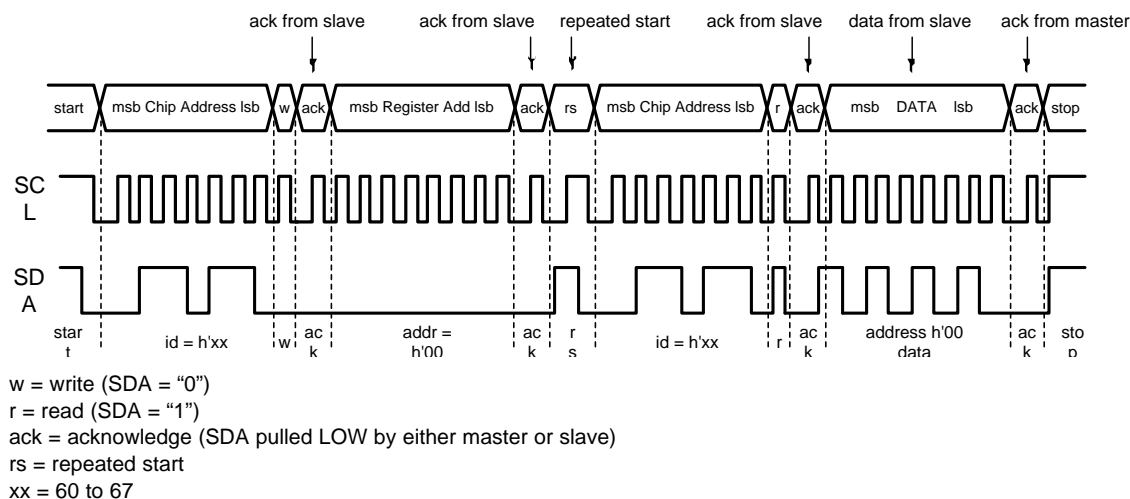 ack from slave ack from slave repeated start ack from slave data from slave ack from master
start msb Chip Address lsb w ack msb Register Add lsb ack rs msb Chip Address lsb r ack msb DATA lsb ack stop
SC
L
SD
A
star ac addr = ac r ac address h'00 ac sto
t id = h'xx w k h'00 k s id = h'xx r k data k p
w = write (SDA = “0”)
r = read (SDA = “1”)
ack = acknowledge (SDA pulled LOW by either master or slave)
rs = repeated start
xx = 60 to 67